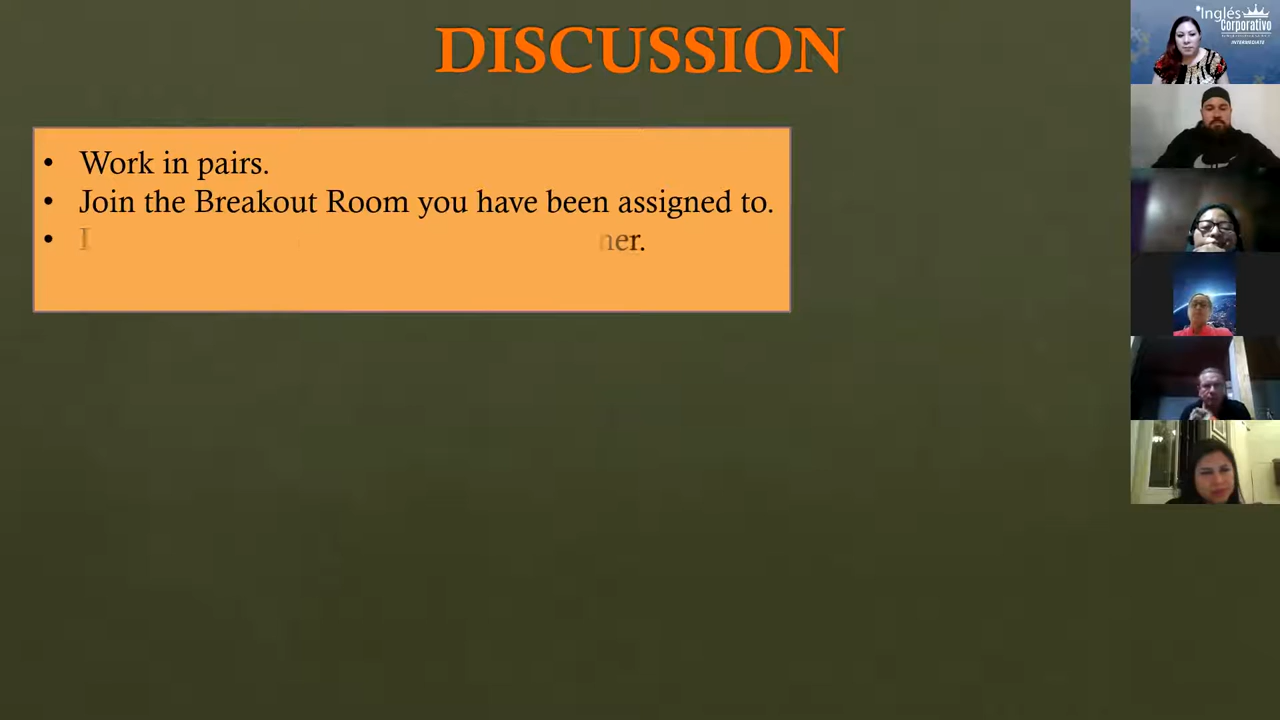 DISCUSSION
• Work in pairs.
• Join the Breakout Room you have been assigned to.
Inglés
Corporativo
INTERMEDIATE